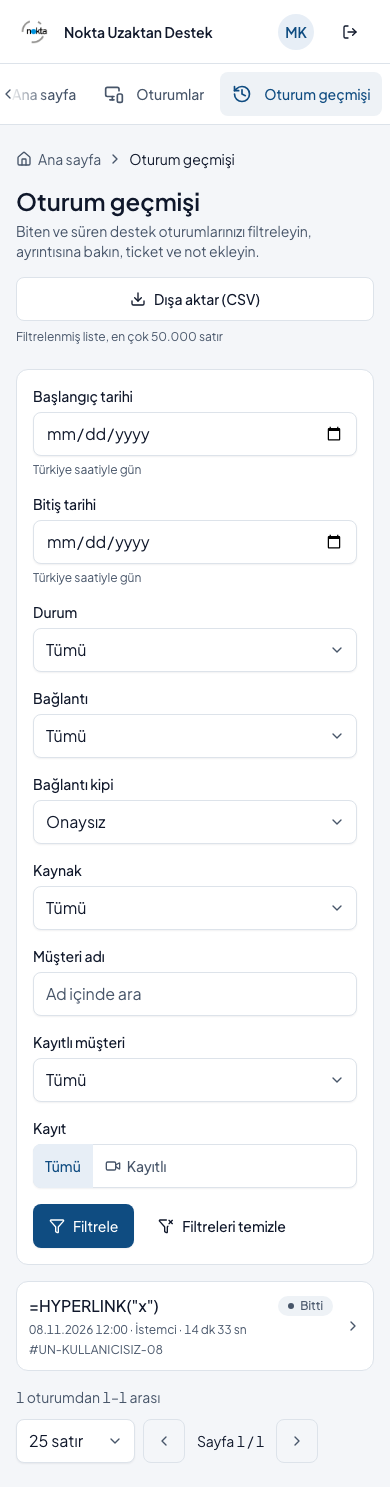 nokta
Nokta Uzaktan Destek
MK
Ana sayfa
Oturumlar
Oturum geçmişi
Ana sayfa
Oturum geçmişi
Oturum geçmişi
Biten ve süren destek oturumlarınızı filtreleyin,
ayrıntısına bakın, ticket ve not ekleyin.
Dışa aktar (CSV)
Filtrelenmiş liste, en çok 50.000 satır
Başlangıç tarihi
mm/dd/yyyy
Türkiye saatiyle gün
Bitiş tarihi
mm/dd/yyyy
Türkiye saatiyle gün
Durum
Tümü
Bağlantı
Tümü
Bağlantı kipi
Onaysız
Kaynak
Tümü
Müşteri adı
Ad içinde ara
Kayıtlı müşteri
Tümü
Kayıt
Tümü
Kayıtlı
Filtrele
Filtreleri temizle
=HYPERLINK("x")
Bitti
08.11.2026 12:00 · İstemci · 14 dk 33 sn
#UN-KULLANICISIZ-08
1 oturumdan 1–1 arası
25 satır
Sayfa 1 / 1